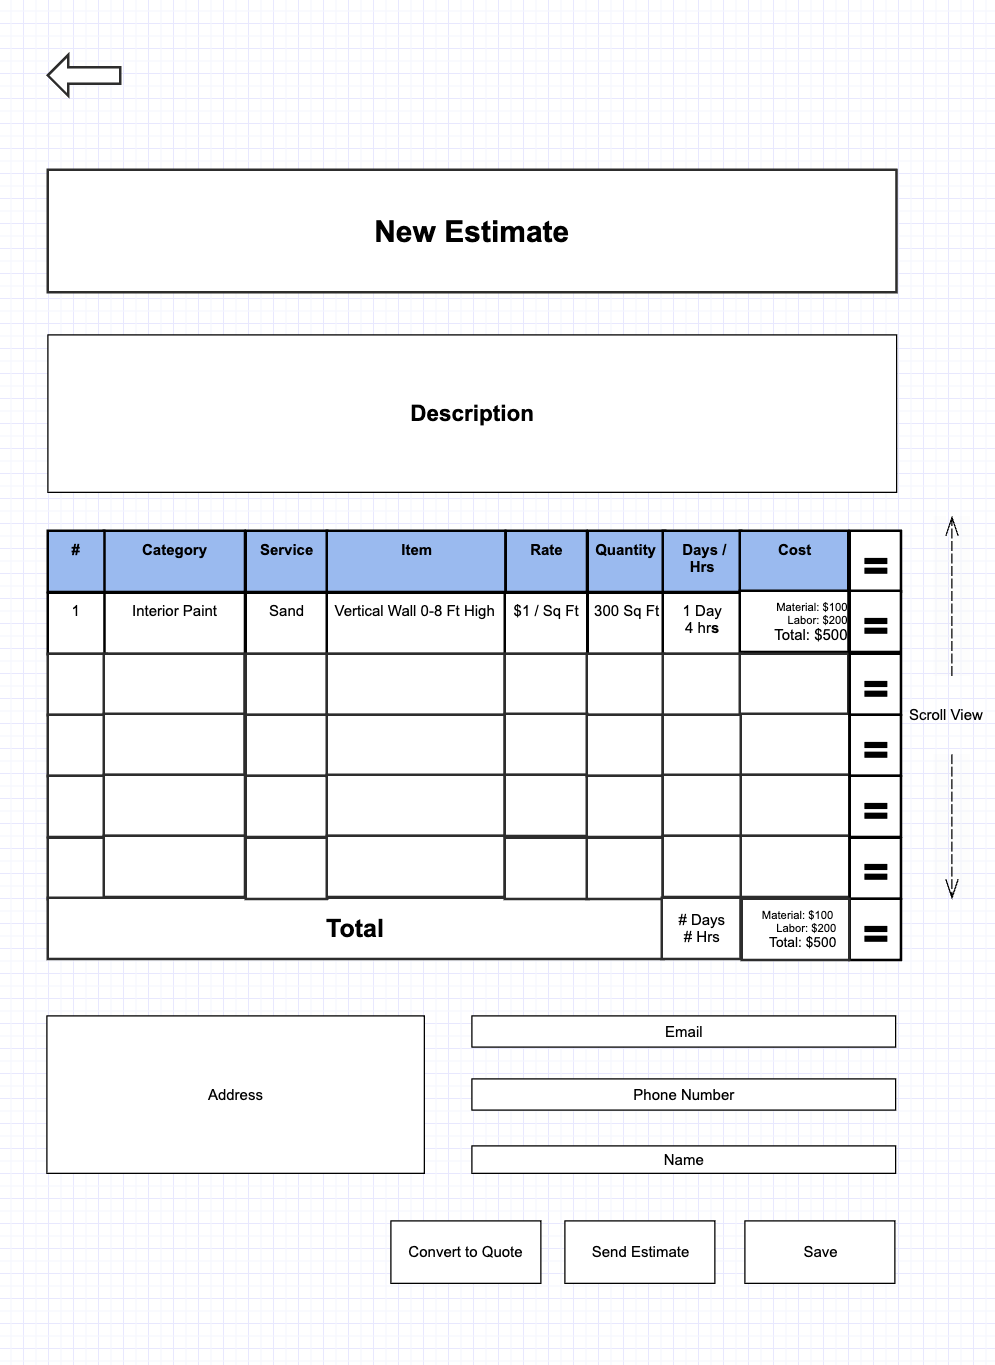 New Estimate
Description
# Category Service Item Rate Quantity Days / Cost
Hrs
1 Interior Paint Sand Vertical Wall 0-8 Ft High $1 / Sq Ft 300 Sq Ft 1 Day Material: $100
4 hrs Labor: $200
Total: $500
Scroll View
Total # Days Material: $100
# Hrs Labor: $200
Total: $500
Address
Email
Phone Number
Name
Convert to Quote Send Estimate Save